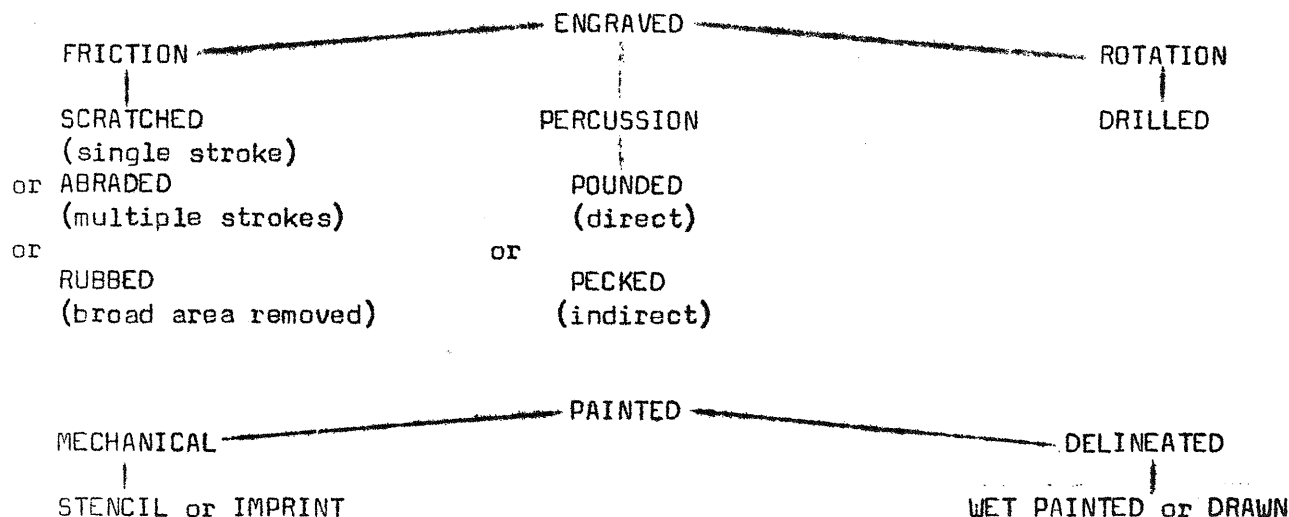 ENGRAVED
FRICTION ROTATION
SCRATCHED PERCUSSION DRILLED
(single stroke)
or ABRADED POUNDED
(multiple strokes) (direct)
or or
RUBBED PECKED
(broad area removed) (indirect)
PAINTED
MECHANICAL DELINEATED
STENCIL or IMPRINT WET PAINTED or DRAWN